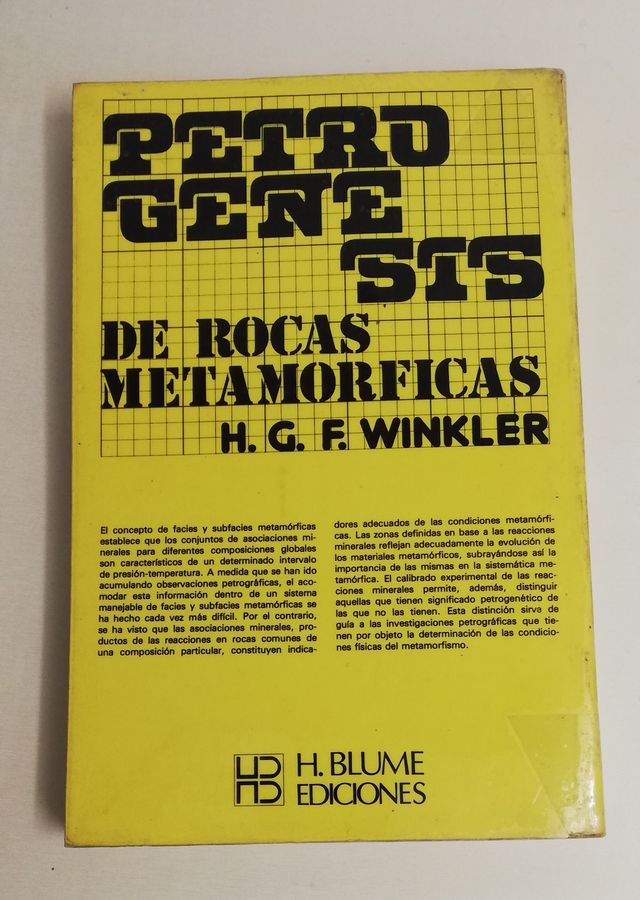 PETRO
GENE
SIS
DE ROCAS
METAMORFICAS
H. G. F. WINKLER
El concepto de facies y subfacies metamórficas
establece que los conjuntos de asociaciones mi-
nerales para diferentes composiciones globales
son característicos de un determinado intervalo
de presión-temperatura. A medida que se han ido
acumulando observaciones petrográficas, el aco-
modar esta información dentro de un sistema
manejable de facies y subfacies metamórficas se
ha hecho cada vez más difícil. Por el contrario,
se ha visto que las asociaciones minerales, pro-
ductos de las reacciones en rocas comunes de
una composición particular, constituyen indica-
dores adecuados de las condiciones metamórfi-
cas. Las zonas definidas en base a las reacciones
minerales reflejan adecuadamente la evolución de
los materiales metamórficos, subrayándose así la
importancia de las mismas en la sistemática me-
tamórfica. El calibrado experimental de las reac-
ciones minerales permite, además, distinguir
aquellas que tienen significado petrogenético de
las que no las tienen. Esta distinción sirve de
guía a las investigaciones petrográficas que tie-
nen por objeto la determinación de las condicio-
nes físicas del metamorfismo.
H. BLUME
EDICIONES